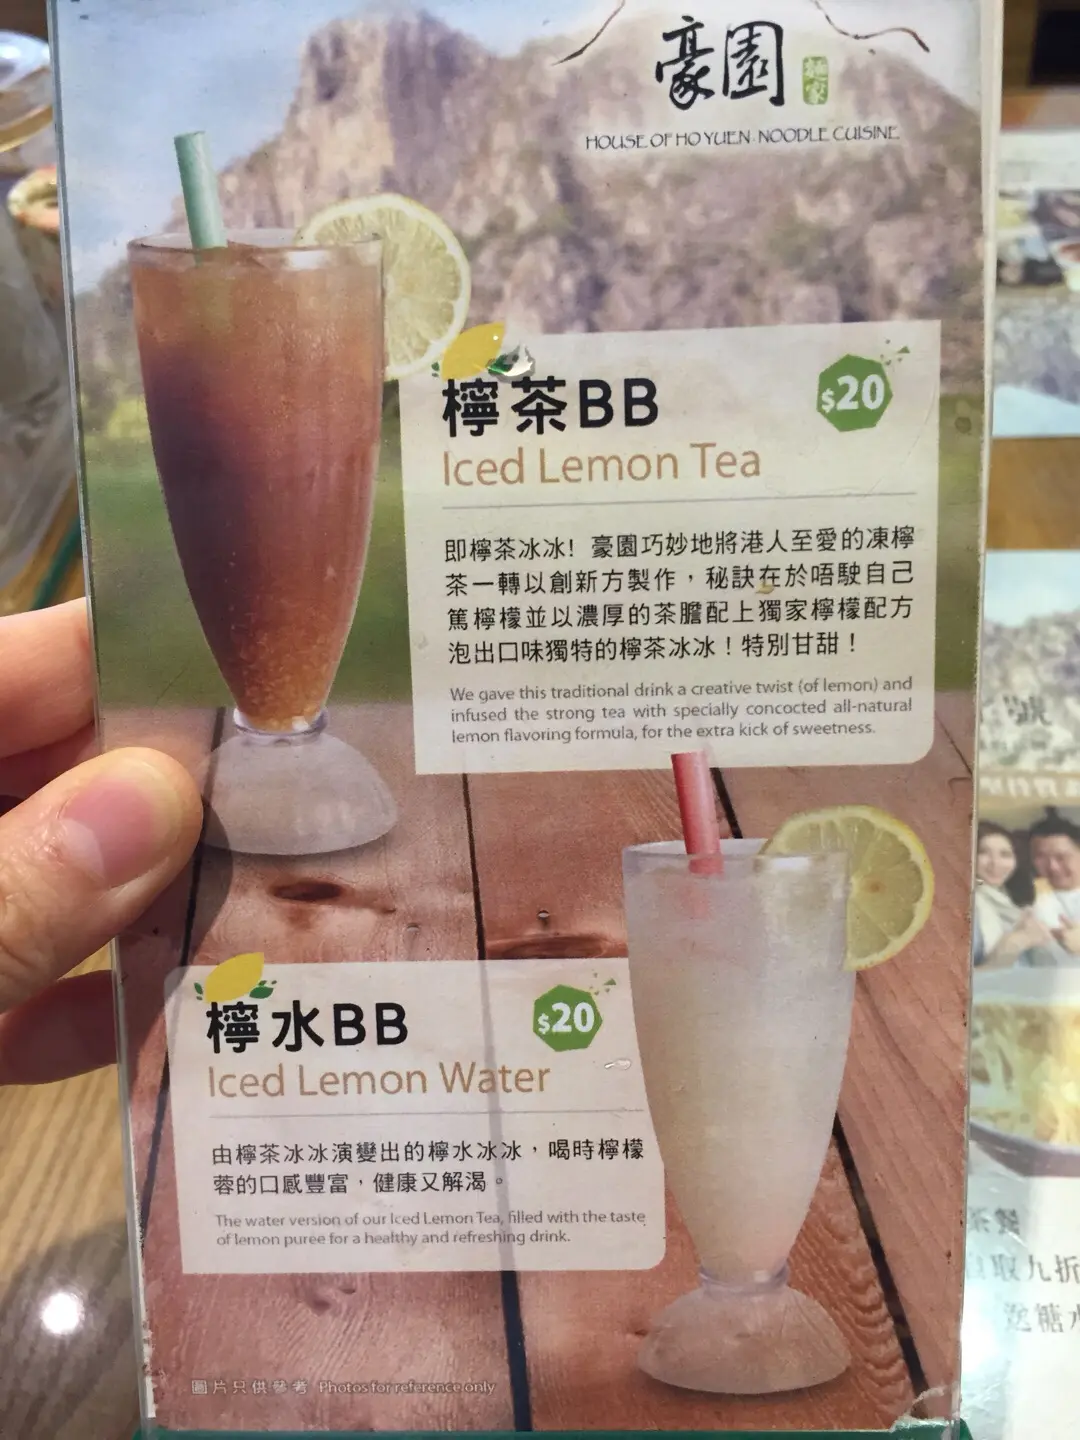 豪園
麵家
HOUSE OF HO YUEN · NOODLE CUISINE
檸茶BB
$20
Iced Lemon Tea
即檸茶冰冰! 豪園巧妙地將港人至愛的凍檸
茶一轉以創新方製作，秘訣在於唔駛自己
篤檸檬並以濃厚的茶膽配上獨家檸檬配方
泡出口味獨特的檸茶冰冰！特別甘甜！
We gave this traditional drink a creative twist (of lemon) and
infused the strong tea with specially concocted all-natural
lemon flavoring formula, for the extra kick of sweetness.
檸水BB
$20
Iced Lemon Water
由檸茶冰冰演變出的檸水冰冰，喝時檸檬
蓉的口感豐富，健康又解渴。
The water version of our Iced Lemon Tea, filled with the taste
of lemon puree for a healthy and refreshing drink.
圖片只供參考 Photos for reference only
茶餐
自取九折
送糖水